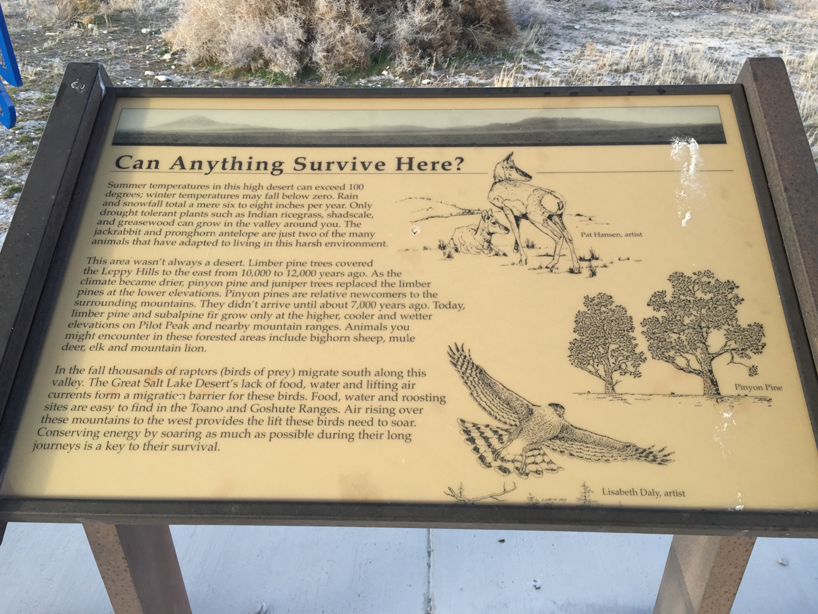 Can Anything Survive Here?
Summer temperatures in this high desert can exceed 100
degrees; winter temperatures may fall below zero. Rain
and snowfall total a mere six to eight inches per year. Only
drought tolerant plants such as Indian ricegrass, shadscale,
and greasewood can grow in the valley around you. The
jackrabbit and pronghorn antelope are just two of the many
animals that have adapted to living in this harsh environment.
This area wasn't always a desert. Limber pine trees covered
the Leppy Hills to the east from 10,000 to 12,000 years ago. As the
climate became drier, pinyon pine and juniper trees replaced the limber
pines at the lower elevations. Pinyon pines are relative newcomers to the
surrounding mountains. They didn't arrive until about 7,000 years ago. Today,
limber pine and subalpine fir grow only at the higher, cooler and wetter
elevations on Pilot Peak and nearby mountain ranges. Animals you
might encounter in these forested areas include bighorn sheep, mule
deer, elk and mountain lion.
In the fall thousands of raptors (birds of prey) migrate south along this
valley. The Great Salt Lake Desert's lack of food, water and lifting air
currents form a migration barrier for these birds. Food, water and roosting
sites are easy to find in the Toano and Goshute Ranges. Air rising over
these mountains to the west provides the lift these birds need to soar.
Conserving energy by soaring as much as possible during their long
journeys is a key to their survival.
Pat Hansen, artist
Pinyon Pine
Lisabeth Daly, artist